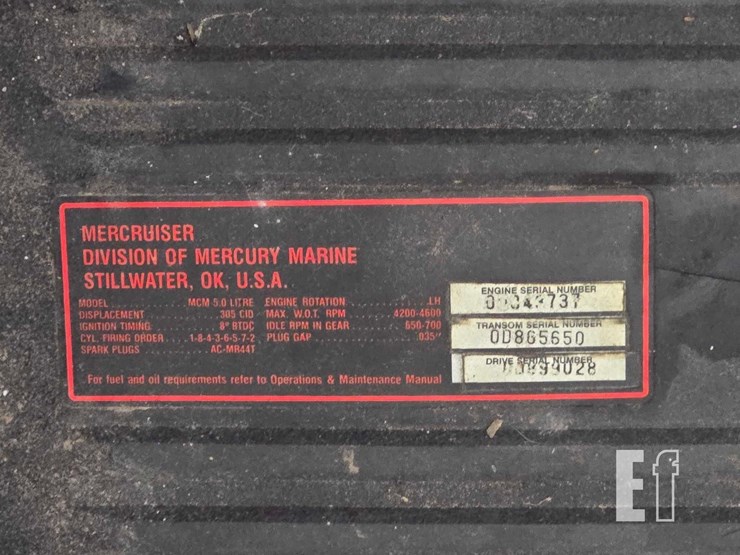 MERCRUISER
DIVISION OF MERCURY MARINE
STILLWATER, OK, U.S.A.
MODEL . . . . . . . . . . MCM 5.0 LITRE ENGINE ROTATION . . . . . . . . . . LH
DISPLACEMENT 305 CID MAX. W.O.T. RPM 4200-4600
IGNITION TIMING . . . . . . . 8° BTDC IDLE RPM IN GEAR . . . . . . . 650-700
CYL. FIRING ORDER . . . 1-8-4-3-6-5-7-2 PLUG GAP . . . . . . . . . . .035"
SPARK PLUGS . . . . . . . . . AC-MR44T
For fuel and oil requirements refer to Operations & Maintenance Manual
ENGINE SERIAL NUMBER
TRANSOM SERIAL NUMBER
0D865650
DRIVE SERIAL NUMBER
Ef